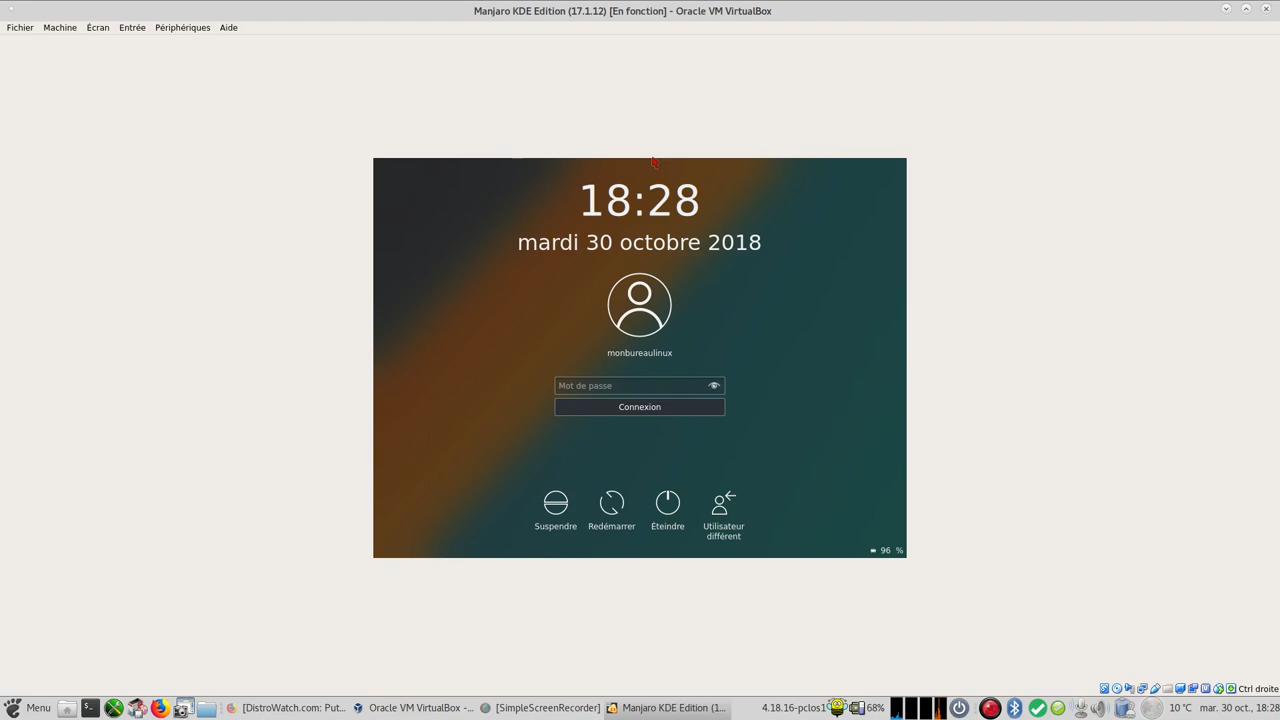 Manjaro KDE Edition (17.1.12) [En fonction] - Oracle VM VirtualBox
Fichier Machine Écran Entrée Périphériques Aide
18:28
mardi 30 octobre 2018
monbureaulinux
Mot de passe
Connexion
Suspendre Redémarrer Éteindre Utilisateur
différent
96 %
Ctrl droite
Menu [DistroWatch.com: Put... Oracle VM VirtualBox -... [SimpleScreenRecorder] Manjaro KDE Edition (1... 4.18.16-pclos1 68% 10 °C mar. 30 oct., 18:28